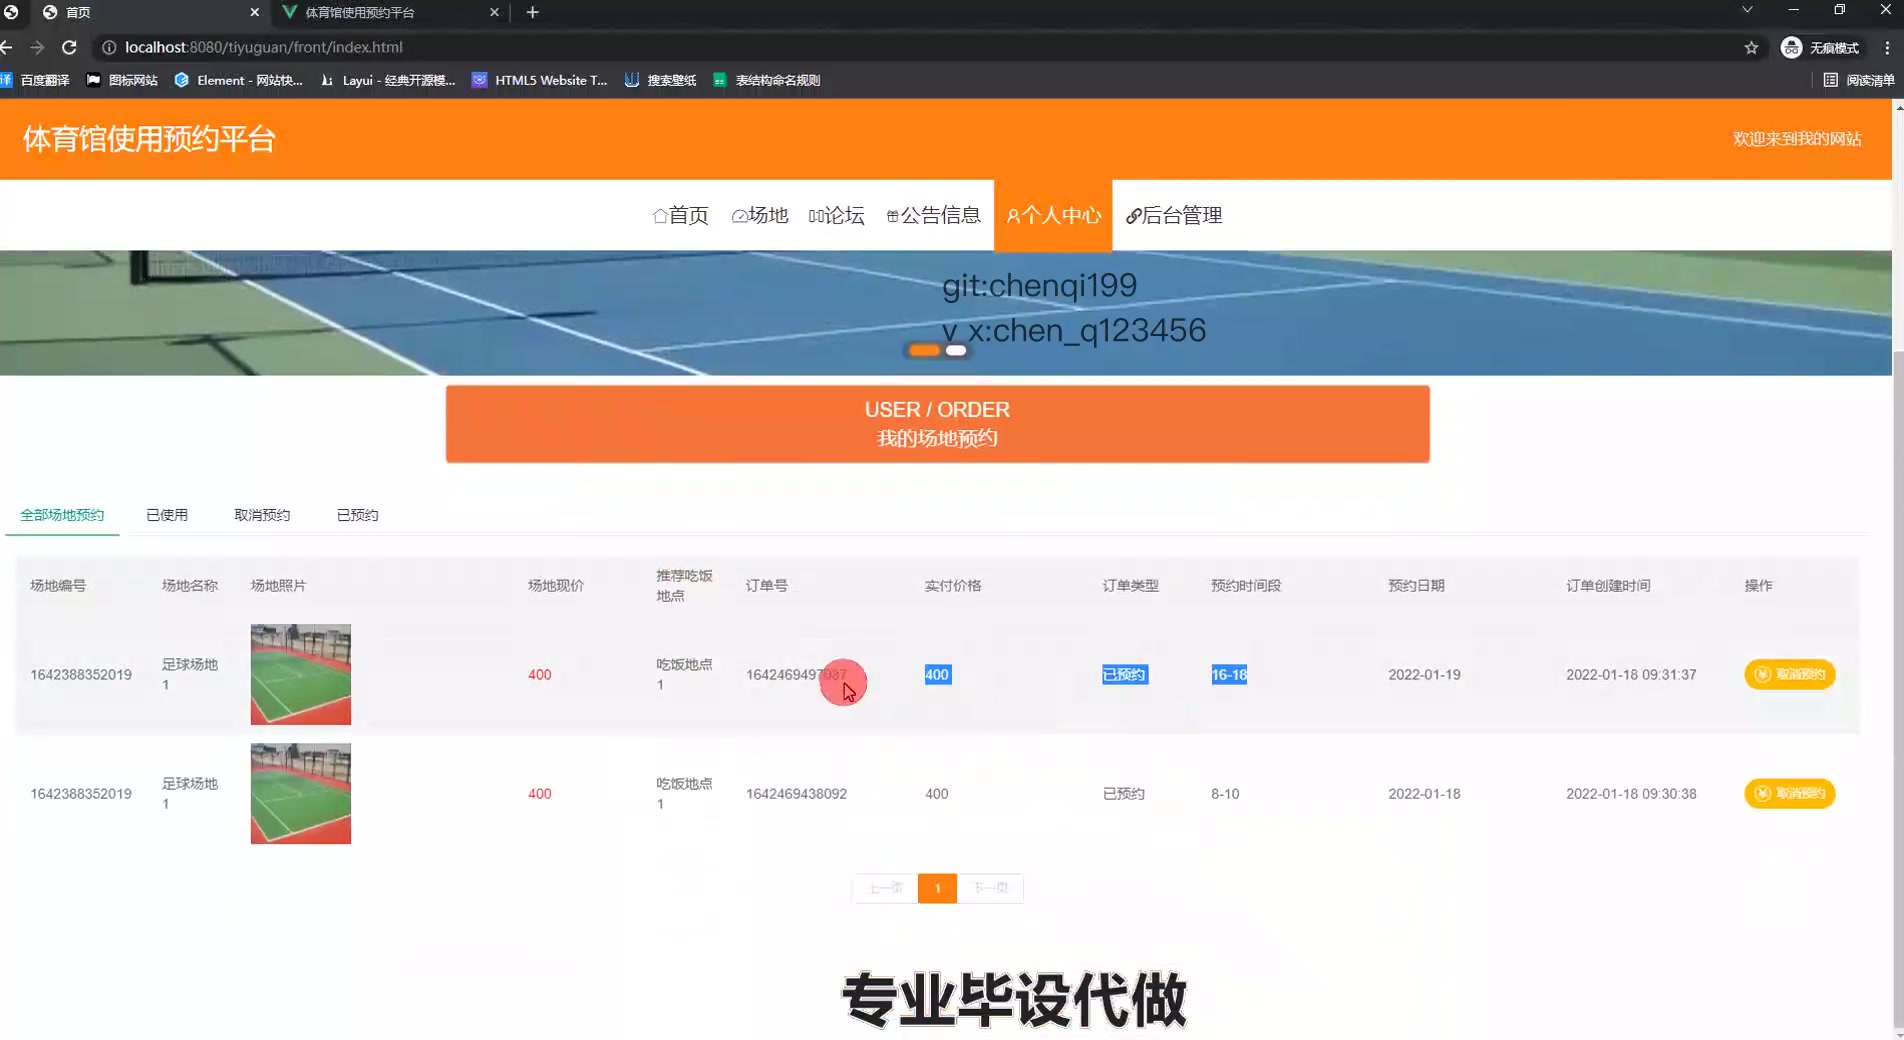 首页
体育馆使用预约平台
localhost:8080/tiyuguan/front/index.html
无痕模式
译 百度翻译
图标网站
Element - 网站快...
Layui - 经典开源模...
HTML5 Website T...
搜索壁纸
表结构命名规则
阅读清单
体育馆使用预约平台
欢迎来到我的网站
首页
场地
论坛
公告信息
个人中心
后台管理
git:chenqi199
v x:chen_q123456
USER / ORDER
我的场地预约
全部场地预约
已使用
取消预约
已预约
场地编号 场地名称 场地照片 场地现价 推荐吃饭地点 订单号 实付价格 订单类型 预约时间段 预约日期 订单创建时间 操作
1642388352019 足球场地1 400 吃饭地点1 1642469497037 400 已预约 16-18 2022-01-19 2022-01-18 09:31:37 取消预约
1642388352019 足球场地1 400 吃饭地点1 1642469438092 400 已预约 8-10 2022-01-18 2022-01-18 09:30:38 取消预约
上一页 1 下一页
专业毕设代做